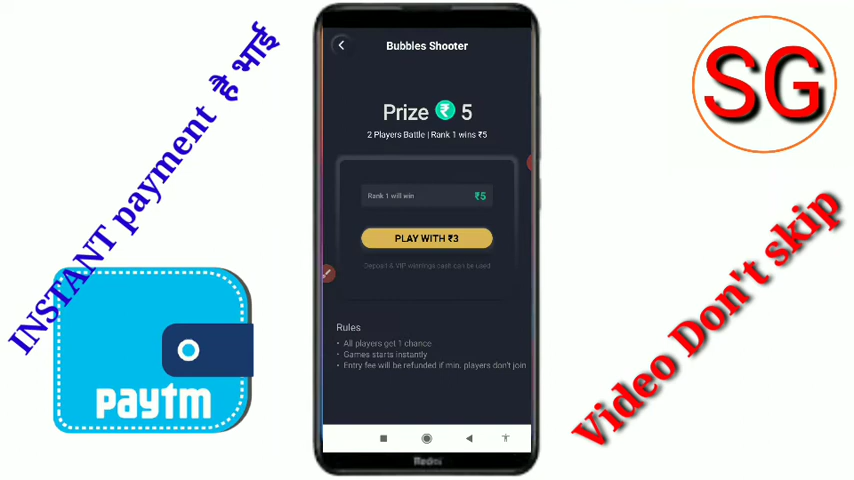 INSTANT payment है भाई
Bubbles Shooter
SG
Prize ₹ 5
2 Players Battle | Rank 1 wins ₹5
Rank 1 will win ₹5
PLAY WITH ₹3
Deposit & VIP winnings cash can be used
Rules
• All players get 1 chance
• Games starts instantly
• Entry fee will be refunded if min. players don't join
paytm
Video Don't skip
Redmi